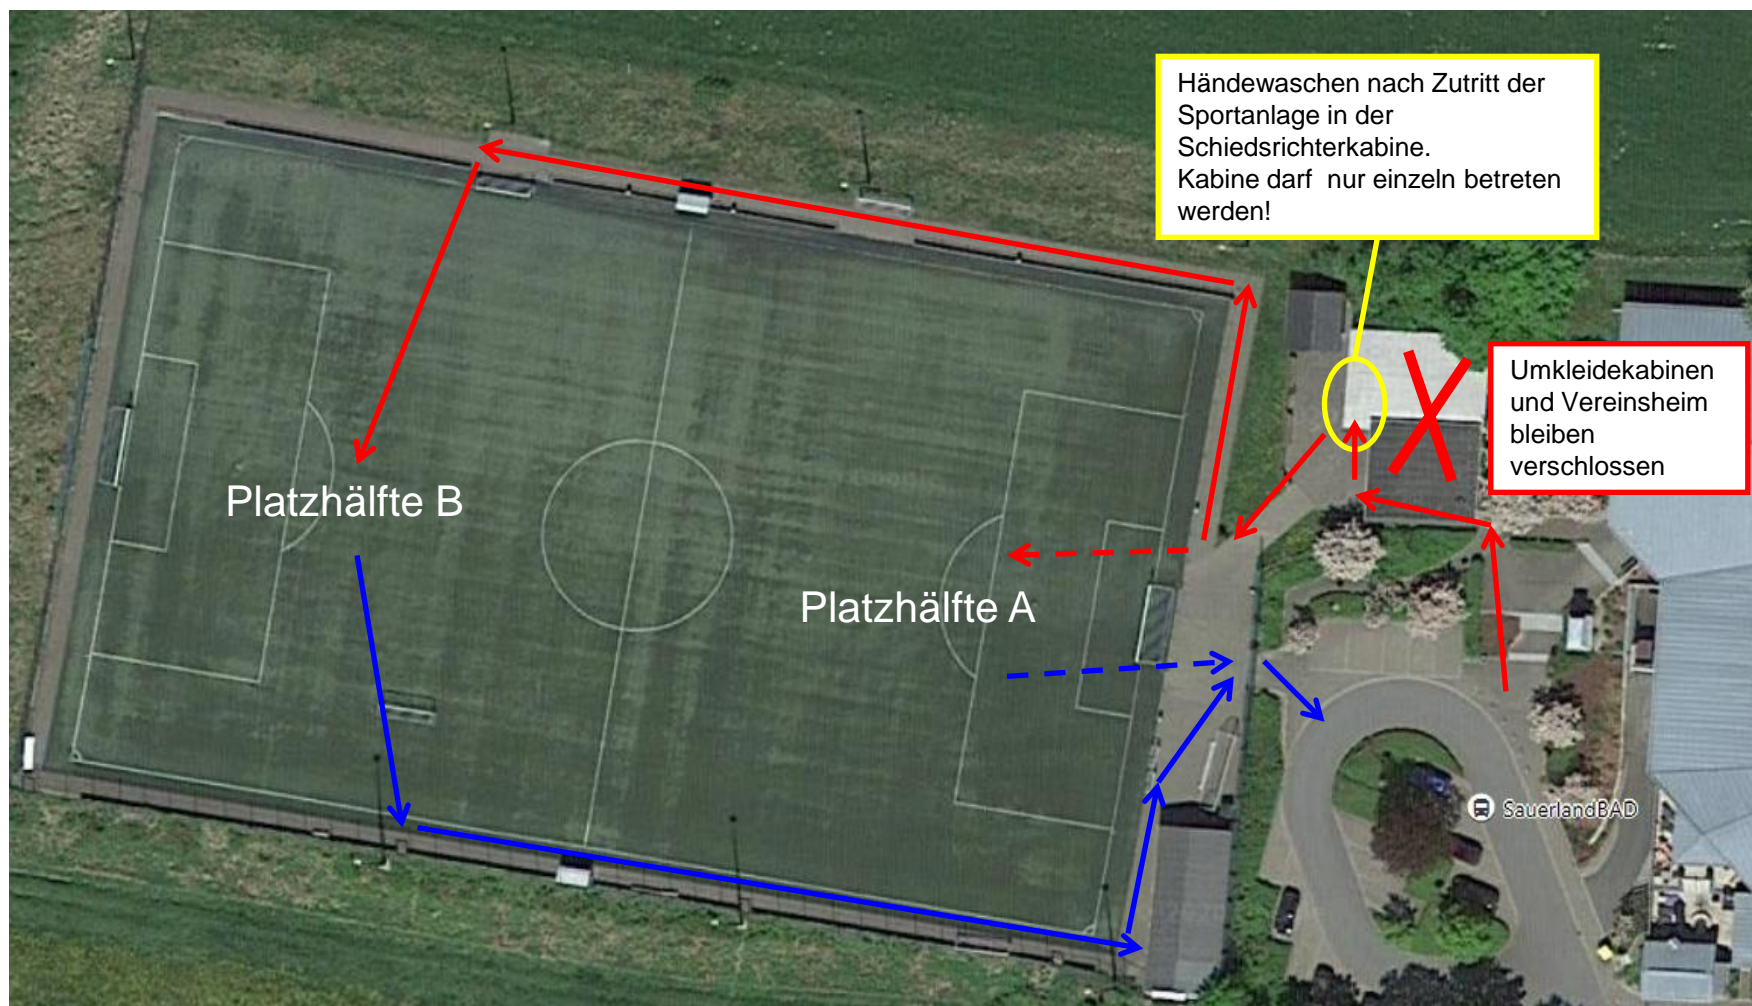 Händewaschen nach Zutritt der
Sportanlage in der
Schiedsrichterkabine.
Kabine darf  nur einzeln betreten
werden!
Umkleidekabinen
und Vereinsheim
bleiben
verschlossen
Platzhälfte B
Platzhälfte A
SauerlandBAD